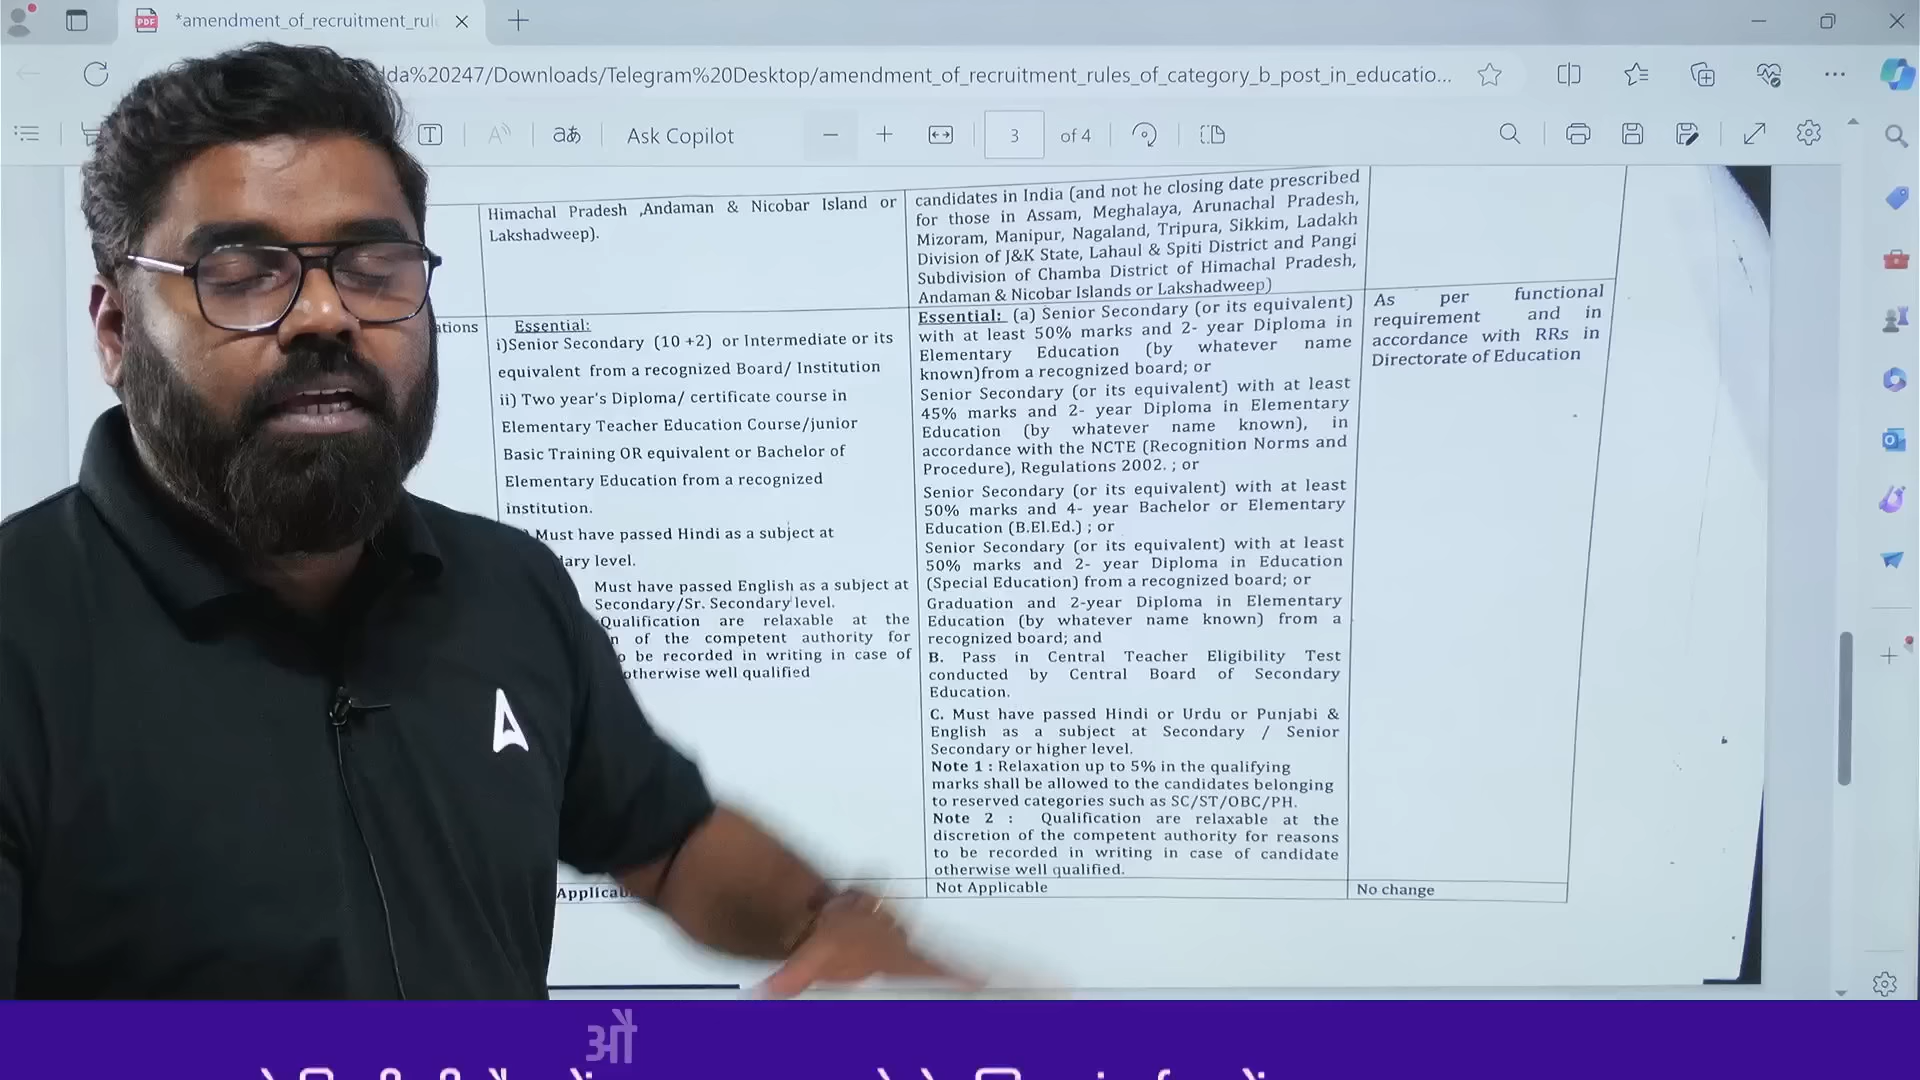 *amendment_of_recruitment_rul
dda%20247/Downloads/Telegram%20Desktop/amendment_of_recruitment_rules_of_category_b_post_in_educatio...
T
aあ
Ask Copilot
3
of 4
Himachal Pradesh ,Andaman & Nicobar Island or
Lakshadweep).
candidates in India (and not he closing date prescribed
for those in Assam, Meghalaya, Arunachal Pradesh,
Mizoram, Manipur, Nagaland, Tripura, Sikkim, Ladakh
Division of J&K State, Lahaul & Spiti District and Pangi
Subdivision of Chamba District of Himachal Pradesh,
Andaman & Nicobar Islands or Lakshadweep)
Essential:
i)Senior Secondary (10 +2) or Intermediate or its
equivalent from a recognized Board/ Institution
ii) Two year's Diploma/ certificate course in
Elementary Teacher Education Course/junior
Basic Training OR equivalent or Bachelor of
Elementary Education from a recognized
institution.
Must have passed Hindi as a subject at
level.
Must have passed English as a subject at
Secondary/Sr. Secondary level.
Qualification are relaxable at the
of the competent authority for
be recorded in writing in case of
otherwise well qualified
Essential: (a) Senior Secondary (or its equivalent)
with at least 50% marks and 2- year Diploma in
Elementary Education (by whatever name
known)from a recognized board; or
Senior Secondary (or its equivalent) with at least
45% marks and 2- year Diploma in Elementary
Education (by whatever name known), in
accordance with the NCTE (Recognition Norms and
Procedure), Regulations 2002. ; or
Senior Secondary (or its equivalent) with at least
50% marks and 4- year Bachelor or Elementary
Education (B.El.Ed.) ; or
Senior Secondary (or its equivalent) with at least
50% marks and 2- year Diploma in Education
(Special Education) from a recognized board; or
Graduation and 2-year Diploma in Elementary
Education (by whatever name known) from a
recognized board; and
B. Pass in Central Teacher Eligibility Test
conducted by Central Board of Secondary
Education.
C. Must have passed Hindi or Urdu or Punjabi &
English as a subject at Secondary / Senior
Secondary or higher level.
Note 1 : Relaxation up to 5% in the qualifying
marks shall be allowed to the candidates belonging
to reserved categories such as SC/ST/OBC/PH.
Note 2 : Qualification are relaxable at the
discretion of the competent authority for reasons
to be recorded in writing in case of candidate
otherwise well qualified.
As per functional
requirement and in
accordance with RRs in
Directorate of Education
Not Applicable
No change